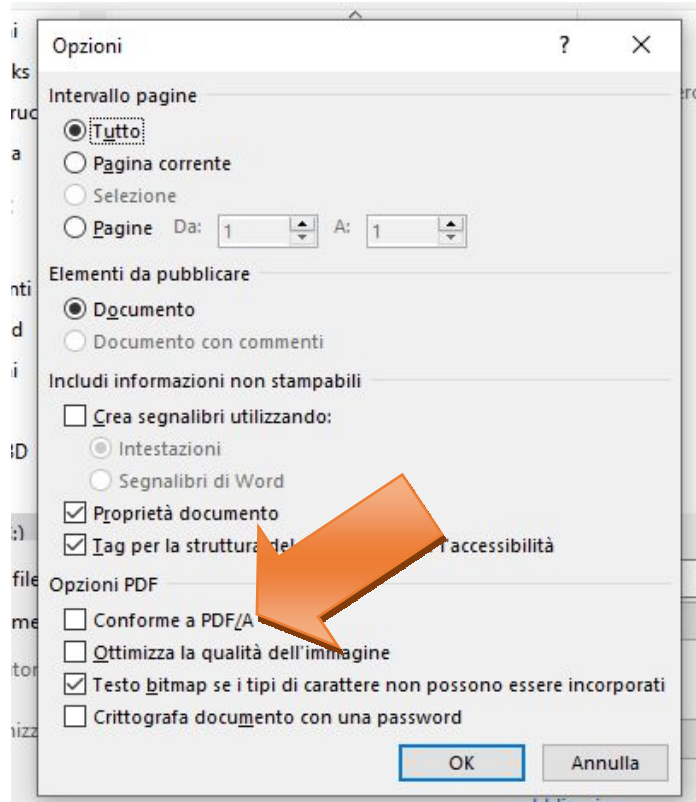 Opzioni ? ×
Intervallo pagine
Tutto
Pagina corrente
Selezione
Pagine Da: 1 A: 1
Elementi da pubblicare
Documento
Documento con commenti
Includi informazioni non stampabili
Crea segnalibri utilizzando:
Intestazioni
Segnalibri di Word
Proprietà documento
Tag per la struttura del l'accessibilità
Opzioni PDF
Conforme a PDF/A
Ottimizza la qualità dell'immagine
Testo bitmap se i tipi di carattere non possono essere incorporati
Crittografa documento con una password
OK Annulla